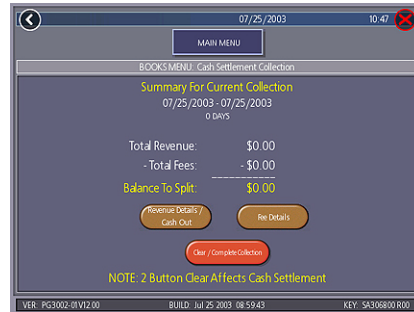 07/25/2003 10:47
MAIN MENU
BOOKS MENU: Cash Settlement Collection
Summary For Current Collection
07/25/2003 - 07/25/2003
0 DAYS
Total Revenue: $0.00
- Total Fees: - $0.00
Balance To Split: $0.00
Revenue Details /
Cash Out
Fee Details
Clear / Complete Collection
NOTE: 2 Button Clear Affects Cash Settlement
VER: PG3002-01V12.00 BUILD: Jul 25 2003 08:59:43 KEY: SA306800 R00